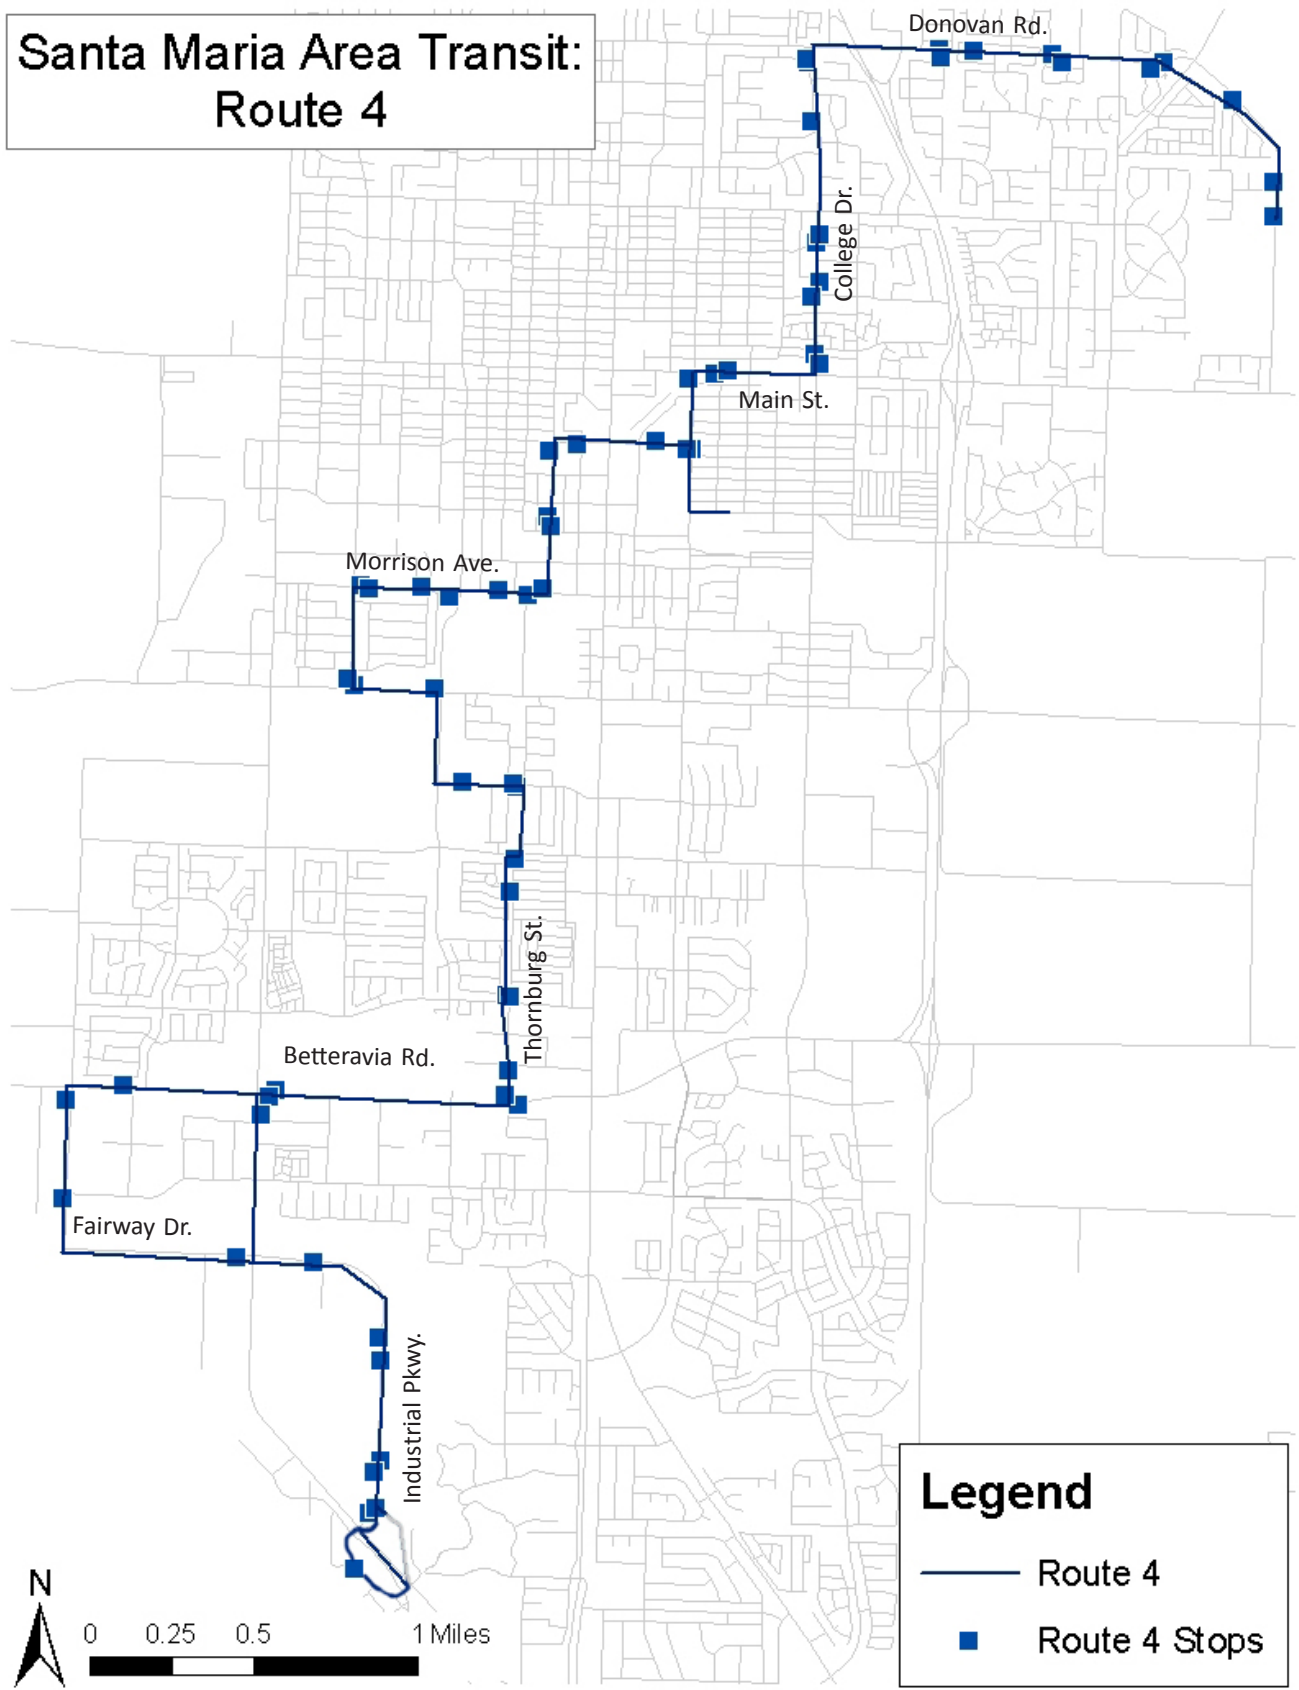 Santa Maria Area Transit:
Route 4
Donovan Rd.
College Dr.
Main St.
Morrison Ave.
Thornburg St.
Betteravia Rd.
Fairway Dr.
Industrial Pkwy.
Legend
Route 4
Route 4 Stops
N
0 0.25 0.5 1 Miles